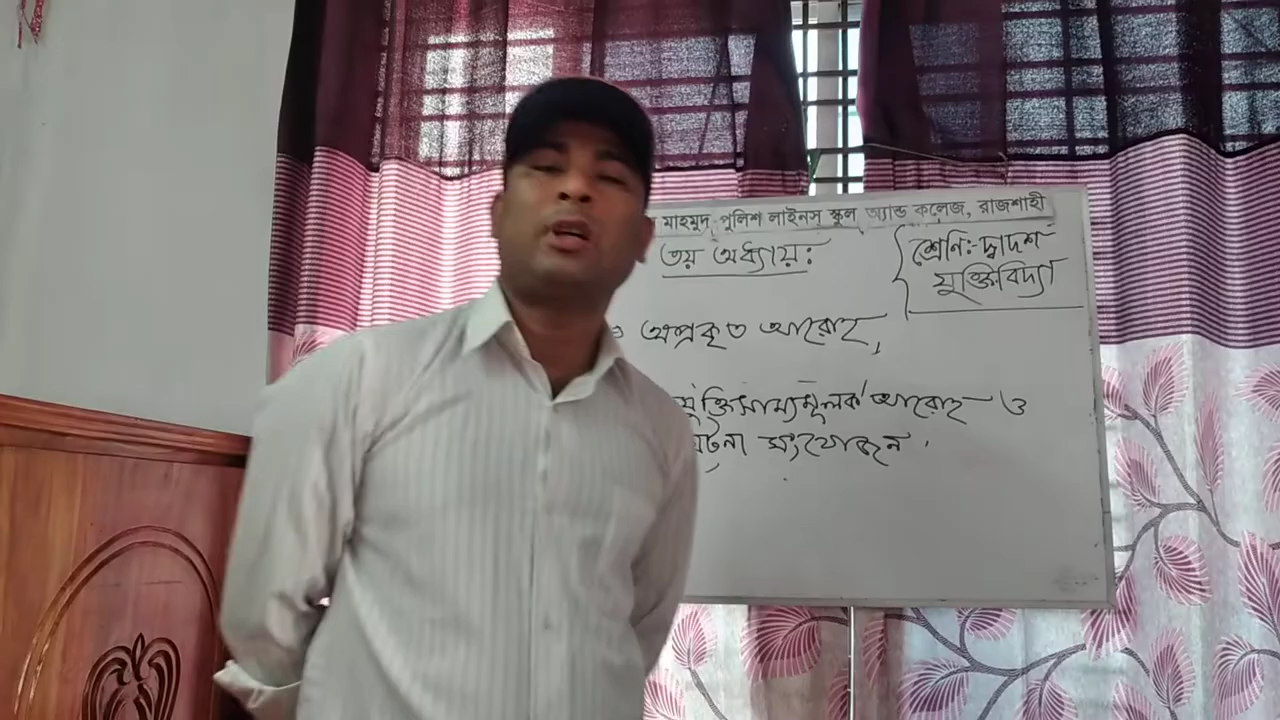 মাহমুদ, পুলিশ লাইনস স্কুল অ্যান্ড কলেজ, রাজশাহী
৩য় অধ্যায়:
শ্রেণি:- দ্বাদশ
যুক্তিবিদ্যা
অপ্রকৃত আরোহ,
যুক্তিসাম্যমূলক আরোহ ও
ঘটনা সংযোজন.